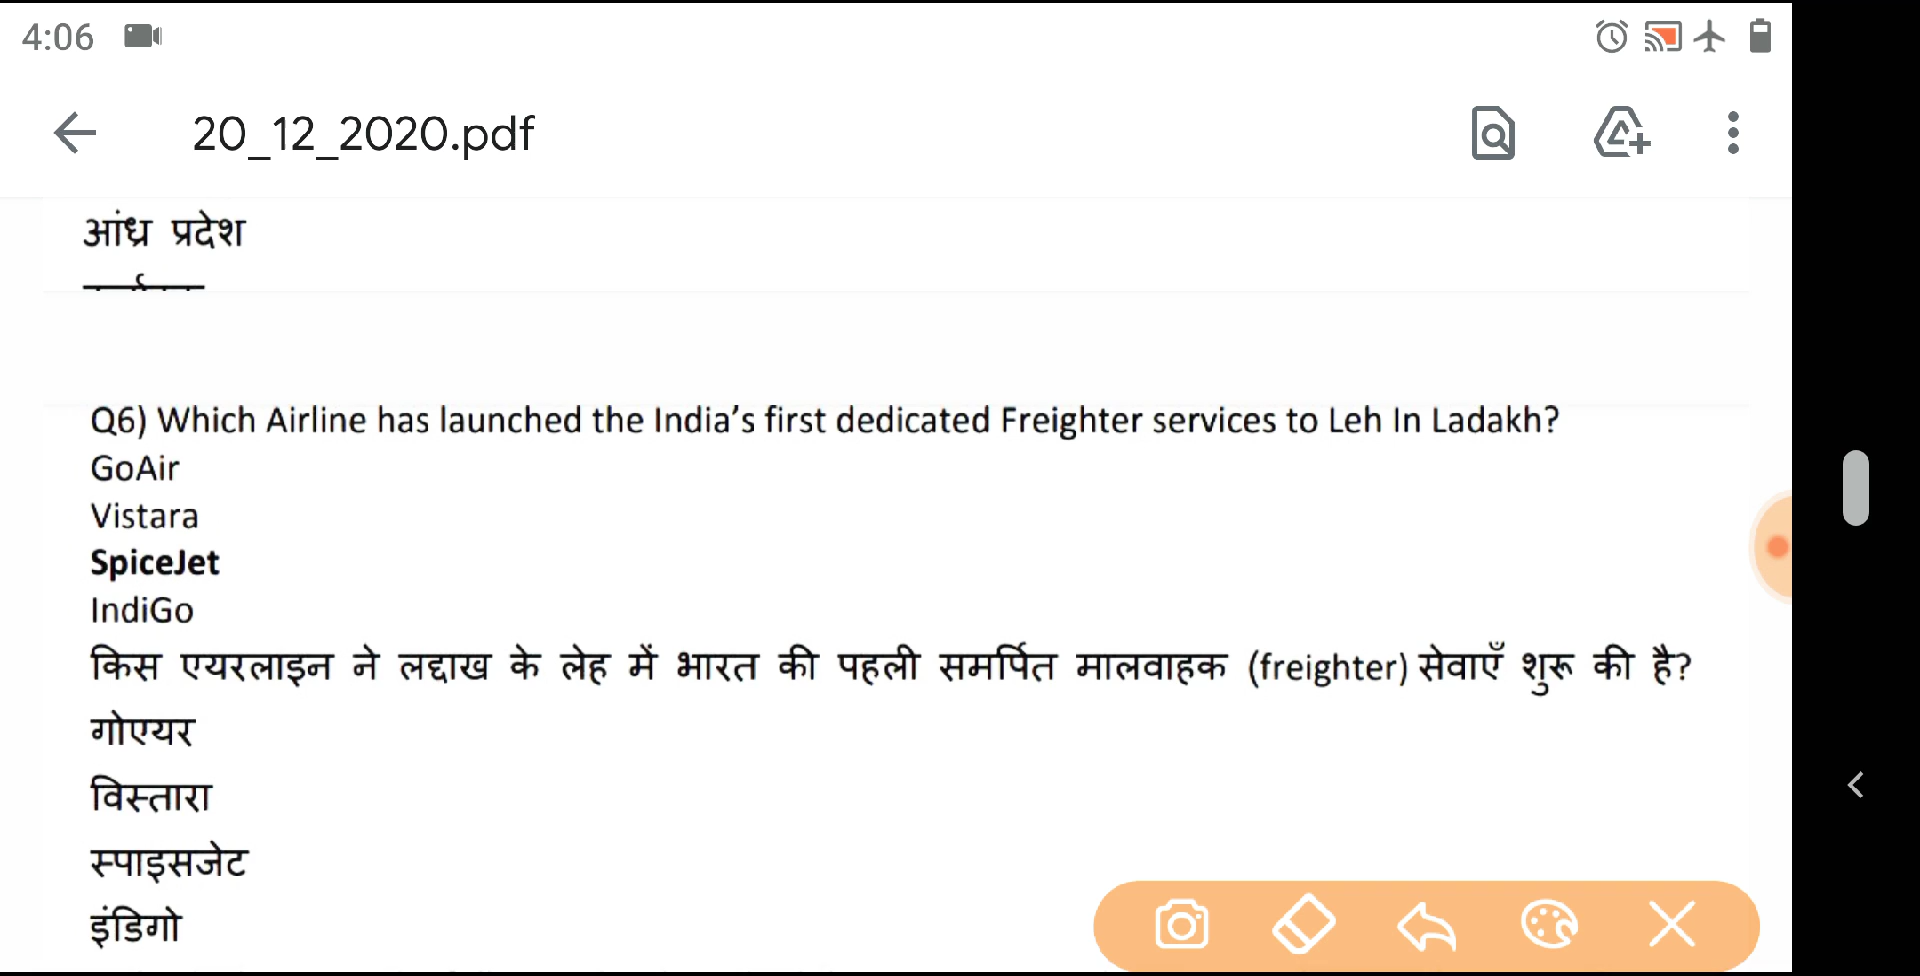 4:06
20_12_2020.pdf
आंध्र प्रदेश
Q6) Which Airline has launched the India’s first dedicated Freighter services to Leh In Ladakh?
GoAir
Vistara
SpiceJet
IndiGo
किस एयरलाइन ने लद्दाख के लेह में भारत की पहली समर्पित मालवाहक (freighter) सेवाएँ शुरू की है?
गोएयर
विस्तारा
स्पाइसजेट
इंडिगो